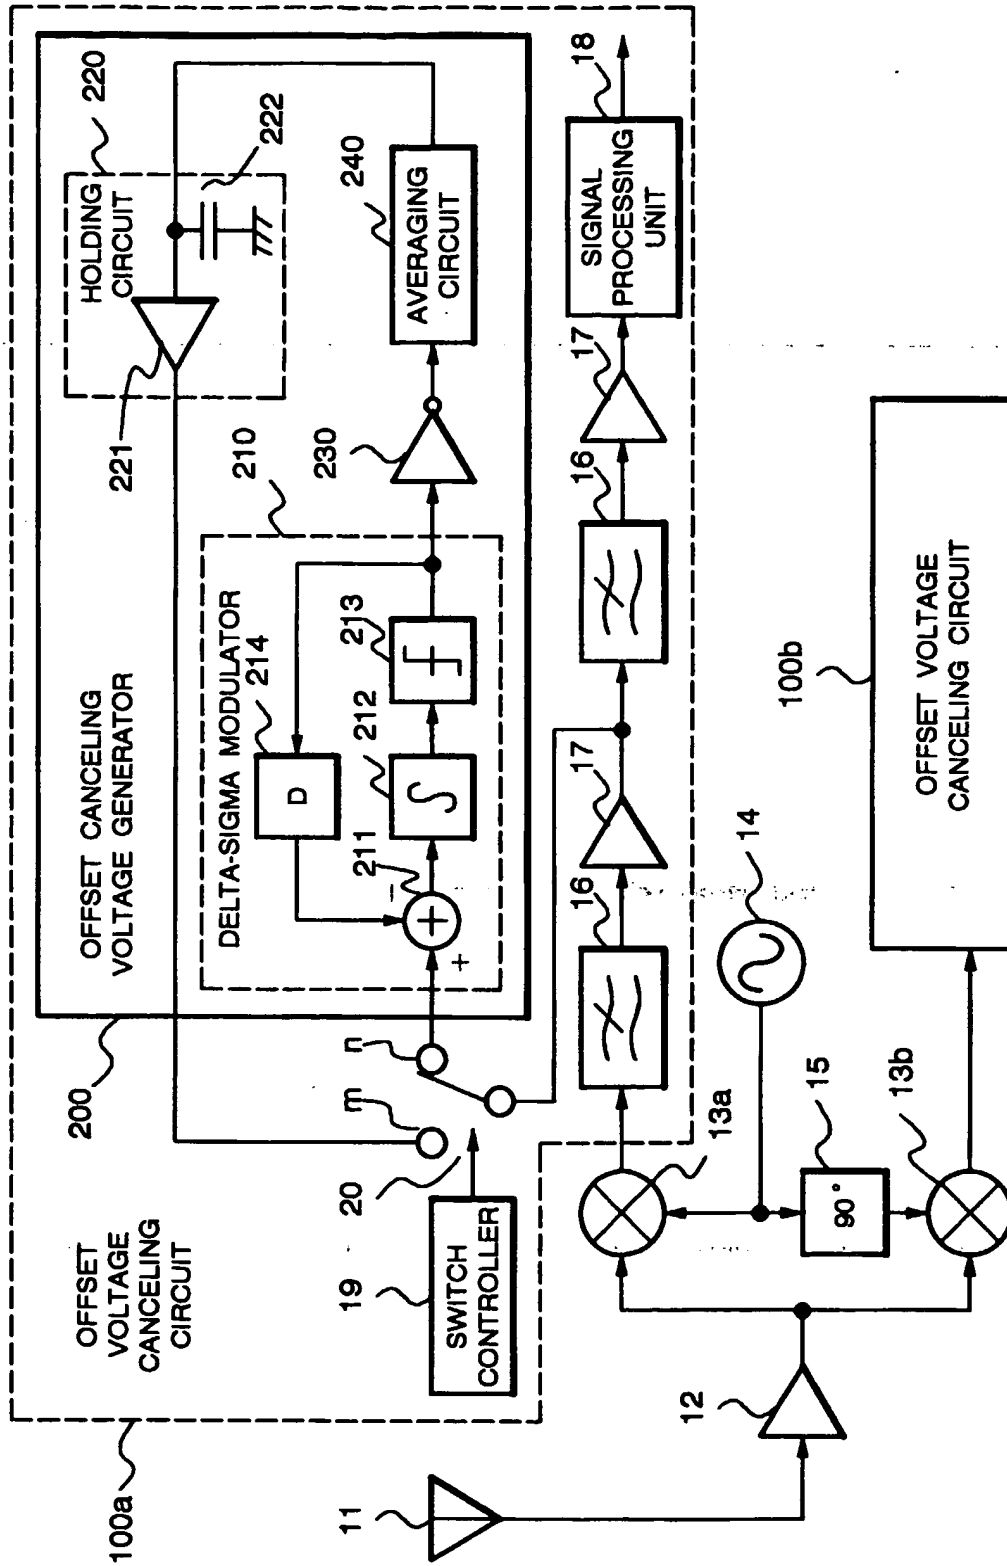 100a
OFFSET
VOLTAGE
CANCELING
CIRCUIT
200
OFFSET CANCELING
VOLTAGE GENERATOR
HOLDING
CIRCUIT
220
221
222
DELTA-SIGMA MODULATOR
210
214
D
211
212
213
+
−
+
230
AVERAGING
CIRCUIT
240
m
n
20
19
SWITCH
CONTROLLER
16
17
16
17
SIGNAL
PROCESSING
UNIT
18
11
12
13a
14
15
90°
13b
100b
OFFSET VOLTAGE
CANCELING CIRCUIT